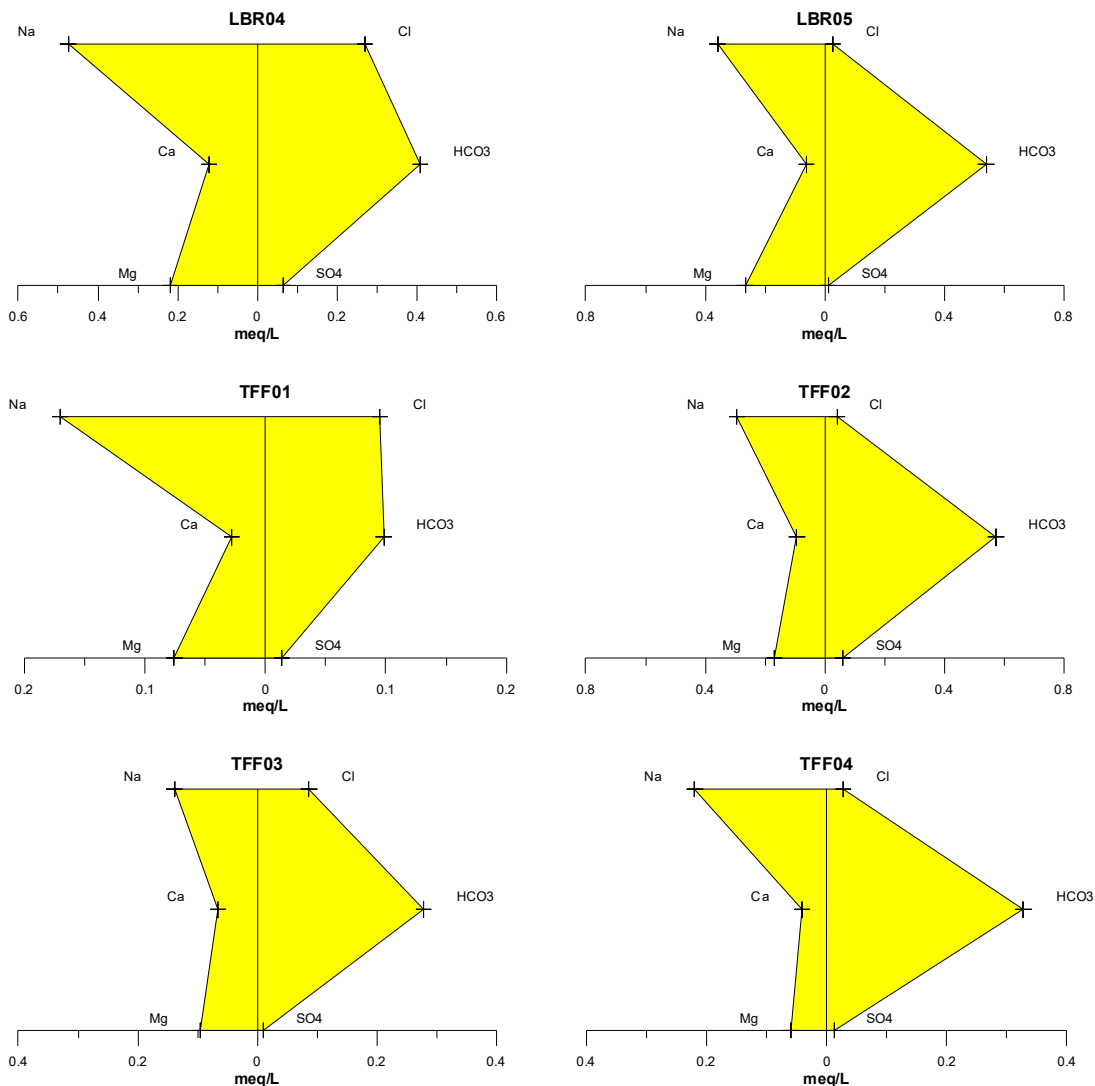 LBR04
Na Cl
Ca HCO3
Mg SO4
0.6 0.4 0.2 0 0.2 0.4 0.6
meq/L
LBR05
Na Cl
Ca HCO3
Mg SO4
0.8 0.4 0 0.4 0.8
meq/L
TFF01
Na Cl
Ca HCO3
Mg SO4
0.2 0.1 0 0.1 0.2
meq/L
TFF02
Na Cl
Ca HCO3
Mg SO4
0.8 0.4 0 0.4 0.8
meq/L
TFF03
Na Cl
Ca HCO3
Mg SO4
0.4 0.2 0 0.2 0.4
meq/L
TFF04
Na Cl
Ca HCO3
Mg SO4
0.4 0.2 0 0.2 0.4
meq/L